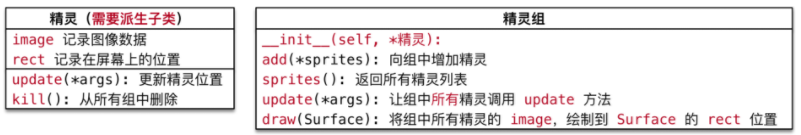 精灵（需要派生子类）
image 记录图像数据
rect 记录在屏幕上的位置
update(*args): 更新精灵位置
kill(): 从所有组中删除
精灵组
__init__(self, *精灵):
add(*sprites): 向组中增加精灵
sprites(): 返回所有精灵列表
update(*args): 让组中所有精灵调用 update 方法
draw(Surface): 将组中所有精灵的 image，绘制到 Surface 的 rect 位置